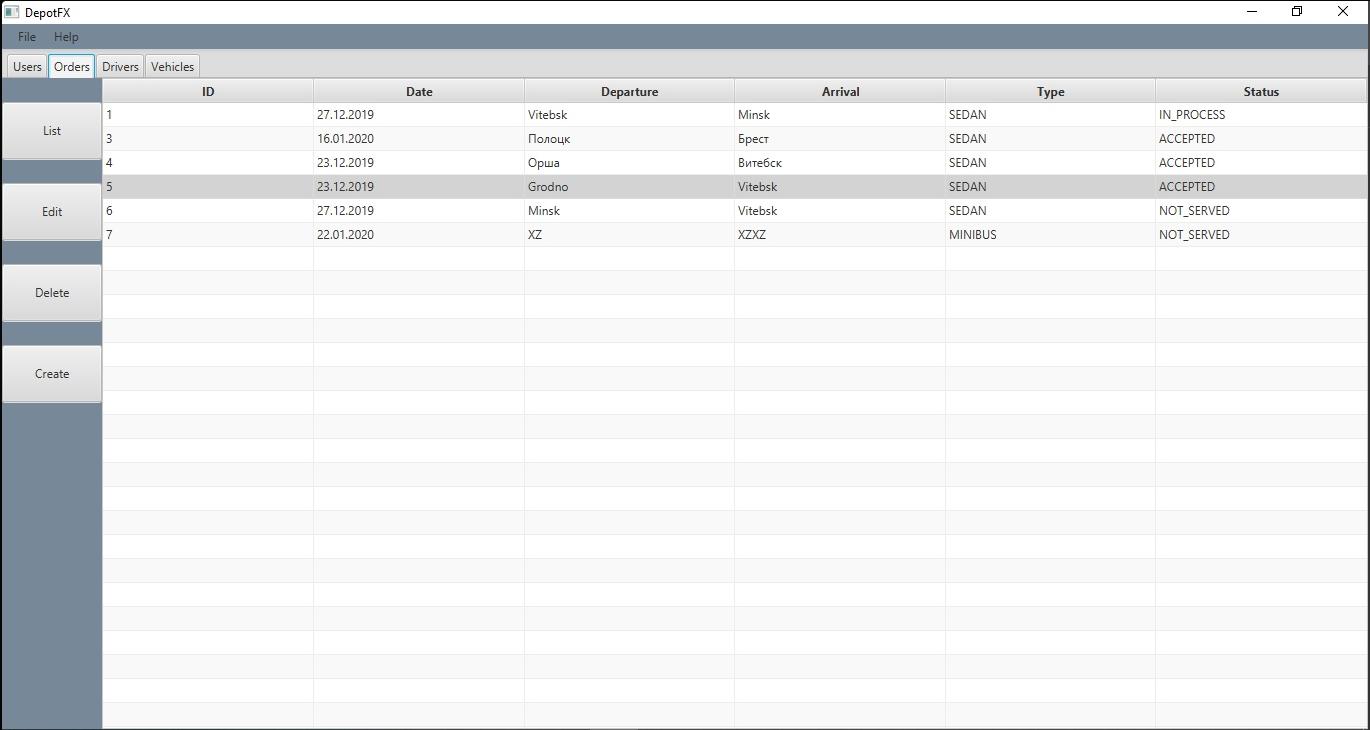 DepotFX
File Help
Users Orders Drivers Vehicles
ID Date Departure Arrival Type Status
List
Edit
Delete
Create
1 27.12.2019 Vitebsk Minsk SEDAN IN_PROCESS
3 16.01.2020 Полоцк Брест SEDAN ACCEPTED
4 23.12.2019 Орша Витебск SEDAN ACCEPTED
5 23.12.2019 Grodno Vitebsk SEDAN ACCEPTED
6 27.12.2019 Minsk Vitebsk SEDAN NOT_SERVED
7 22.01.2020 XZ XZXZ MINIBUS NOT_SERVED